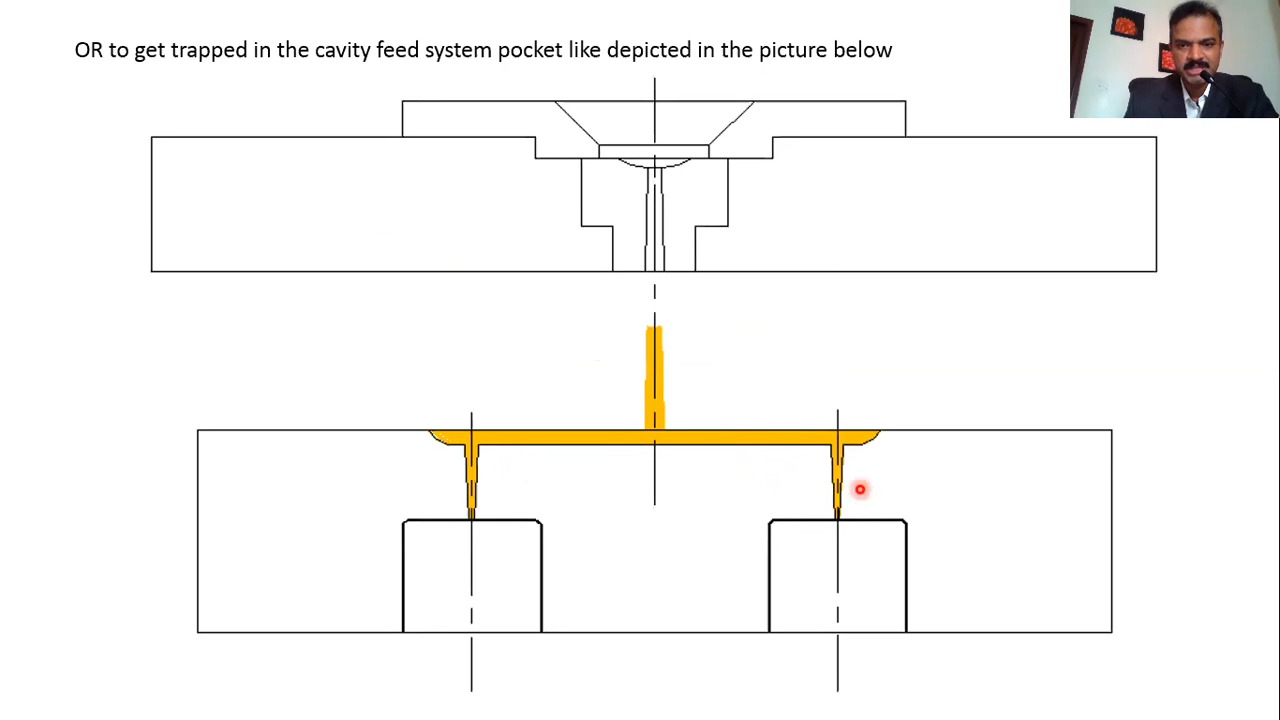 OR to get trapped in the cavity feed system pocket like depicted in the picture below